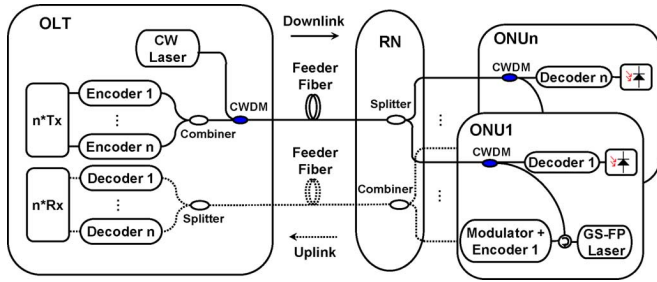 OLT
Downlink
RN
ONUn
CW
Laser
CWDM
Decoder n
n*Tx
Encoder 1
⋮
Encoder n
Combiner
CWDM
Feeder
Fiber
Splitter
⋮
ONU1
CWDM
Decoder 1
n*Rx
Decoder 1
⋮
Decoder n
Splitter
Feeder
Fiber
Combiner
⋮
⋮
Modulator +
Encoder 1
GS-FP
Laser
Uplink